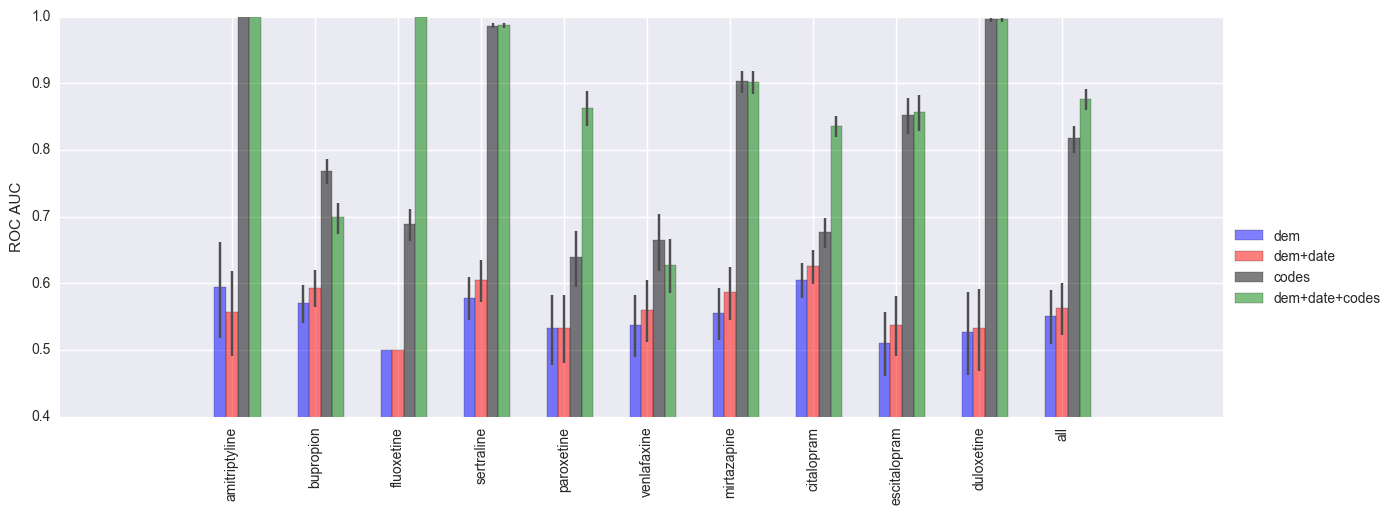 1.0
0.9
0.8
0.7
0.6
0.5
0.4
ROC AUC
amitriptyline
bupropion
fluoxetine
sertraline
paroxetine
venlafaxine
mirtazapine
citalopram
escitalopram
duloxetine
all
dem
dem+date
codes
dem+date+codes